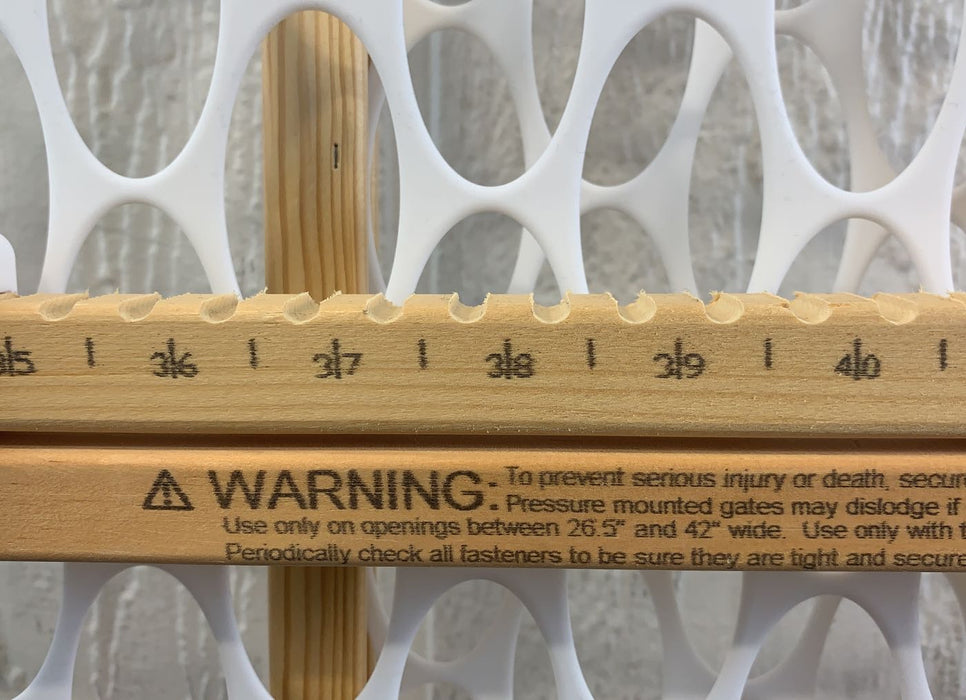 35 36 37 38 39 40
WARNING: To prevent serious injury or death, secure
Pressure mounted gates may dislodge if
Use only on openings between 26.5" and 42" wide. Use only with
Periodically check all fasteners to be sure they are tight and secure